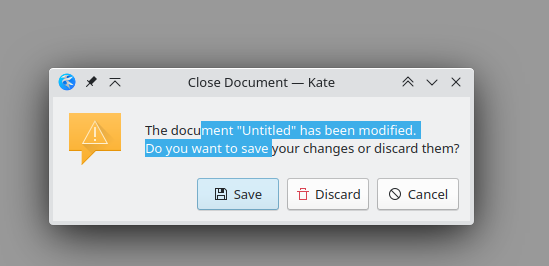 Close Document — Kate
The document "Untitled" has been modified.
Do you want to save your changes or discard them?
Save
Discard
Cancel